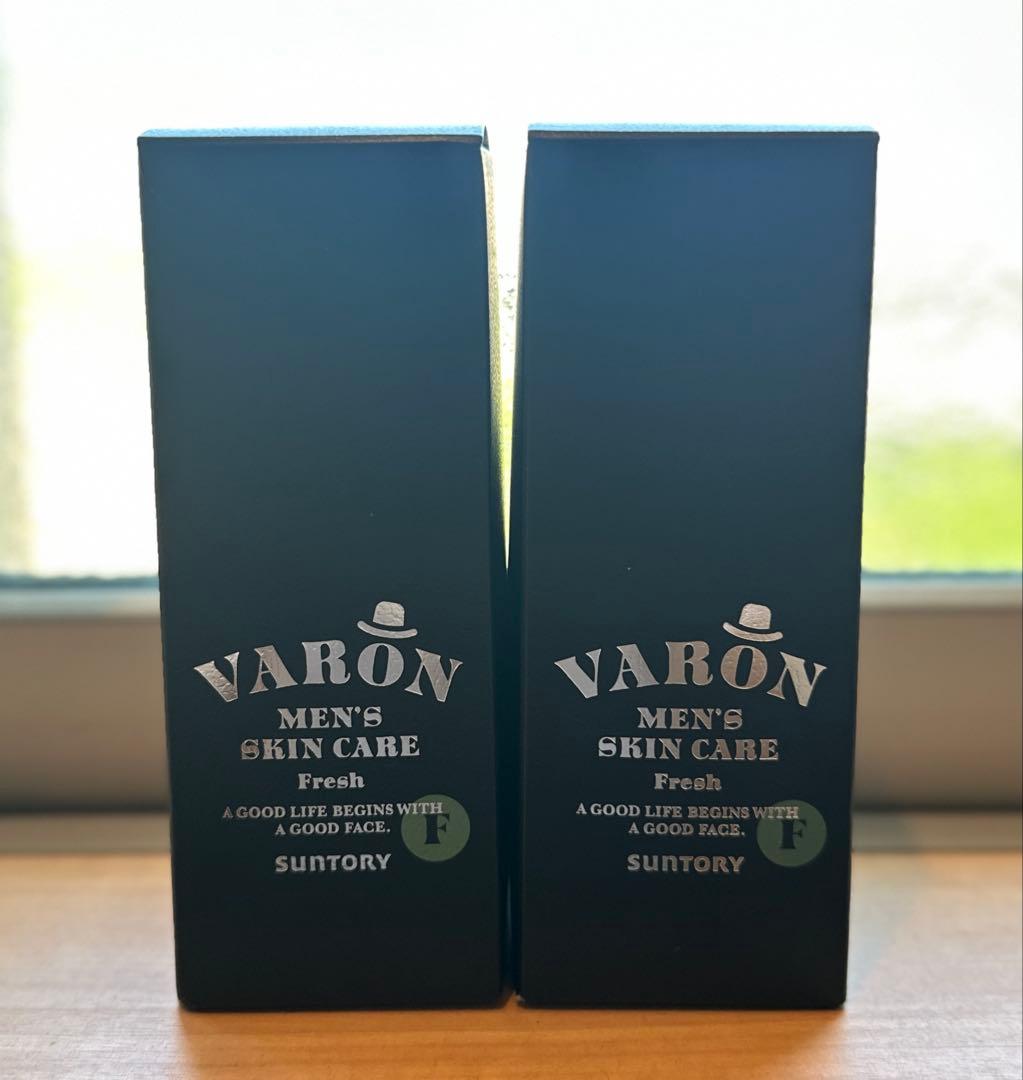 VARON
MEN'S
SKIN CARE
Fresh
A GOOD LIFE BEGINS WITH
A GOOD FACE.
F
SUNTORY
VARON
MEN'S
SKIN CARE
Fresh
A GOOD LIFE BEGINS WITH
A GOOD FACE.
F
SUNTORY